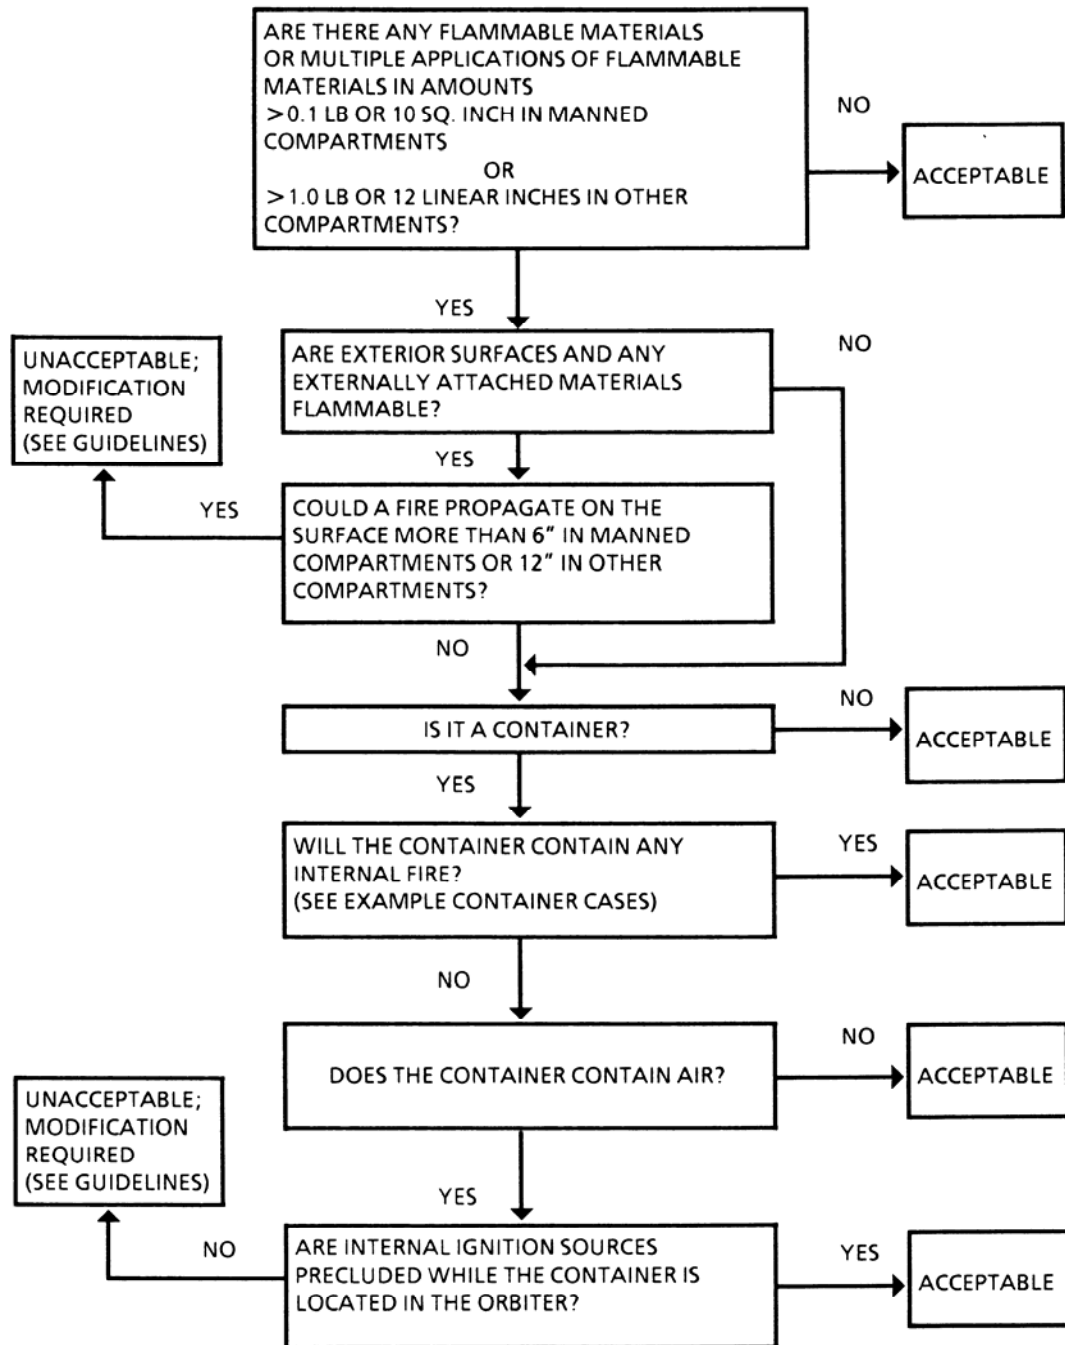 ARE THERE ANY FLAMMABLE MATERIALS
OR MULTIPLE APPLICATIONS OF FLAMMABLE
MATERIALS IN AMOUNTS
>0.1 LB OR 10 SQ. INCH IN MANNED
COMPARTMENTS
OR
>1.0 LB OR 12 LINEAR INCHES IN OTHER
COMPARTMENTS?
NO
ACCEPTABLE
YES
ARE EXTERIOR SURFACES AND ANY
EXTERNALLY ATTACHED MATERIALS
FLAMMABLE?
NO
UNACCEPTABLE;
MODIFICATION
REQUIRED
(SEE GUIDELINES)
YES
YES
COULD A FIRE PROPAGATE ON THE
SURFACE MORE THAN 6" IN MANNED
COMPARTMENTS OR 12" IN OTHER
COMPARTMENTS?
NO
IS IT A CONTAINER?
NO
ACCEPTABLE
YES
WILL THE CONTAINER CONTAIN ANY
INTERNAL FIRE?
(SEE EXAMPLE CONTAINER CASES)
YES
ACCEPTABLE
NO
DOES THE CONTAINER CONTAIN AIR?
NO
ACCEPTABLE
UNACCEPTABLE;
MODIFICATION
REQUIRED
(SEE GUIDELINES)
YES
NO
ARE INTERNAL IGNITION SOURCES
PRECLUDED WHILE THE CONTAINER IS
LOCATED IN THE ORBITER?
YES
ACCEPTABLE